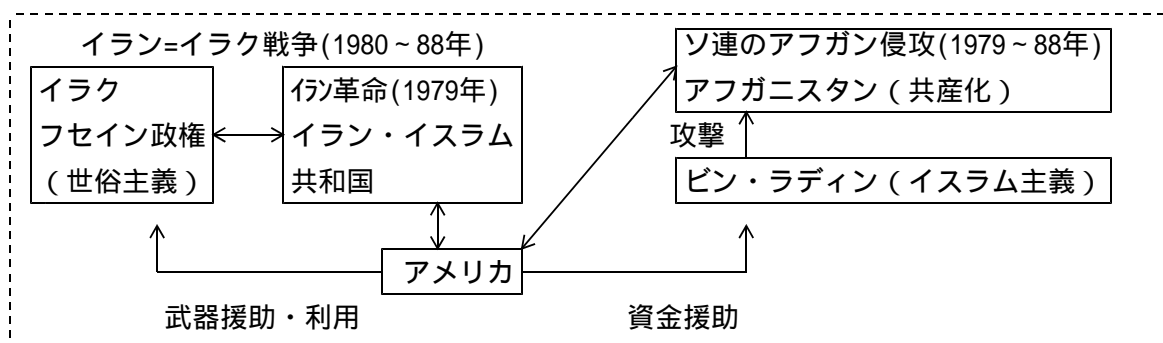 イラン=イラク戦争(1980~88年)
イラク
フセイン政権
(世俗主義)
イラン革命(1979年)
イラン・イスラム
共和国
ソ連のアフガン侵攻(1979~88年)
アフガニスタン(共産化)
攻撃
ビン・ラディン(イスラム主義)
アメリカ
武器援助・利用
資金援助